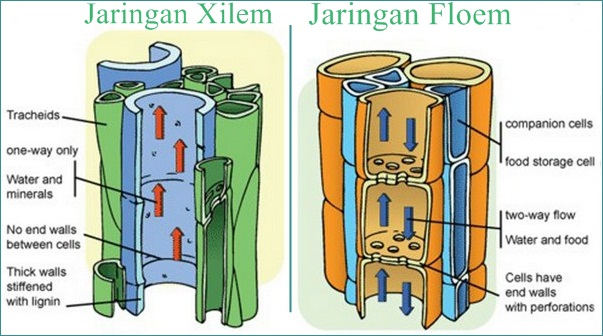 Jaringan Xilem
Tracheids
one-way only
Water and
minerals
No end walls
between cells
Thick walls
stiffened
with lignin
Jaringan Floem
companion cells
food storage cell
two-way flow
Water and food
Cells have
end walls
with perforations